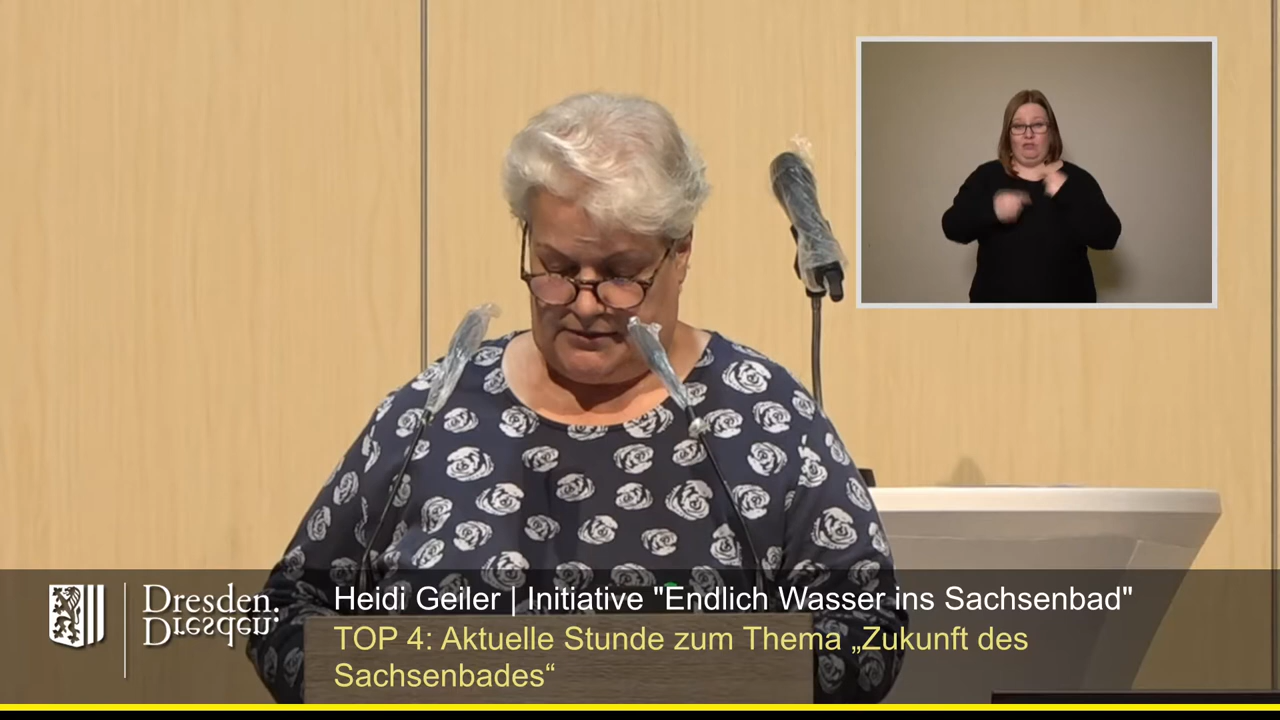 Dresden.
Dresden.
Heidi Geiler | Initiative "Endlich Wasser ins Sachsenbad"
TOP 4: Aktuelle Stunde zum Thema „Zukunft des
Sachsenbades“